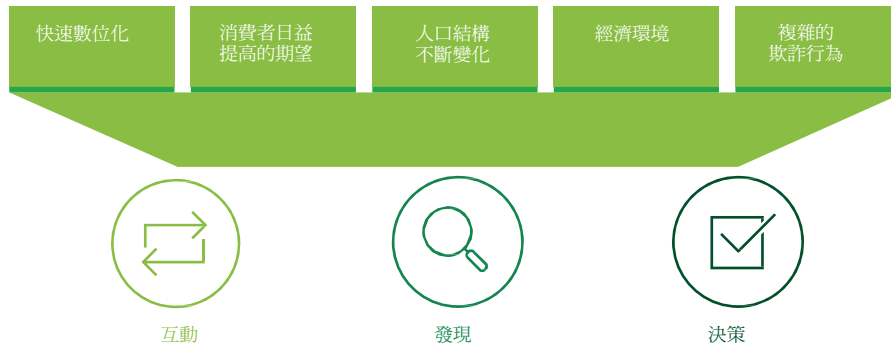 快速數位化
消費者日益
提高的期望
人口結構
不斷變化
經濟環境
複雜的
欺詐行為
互動
發現
決策